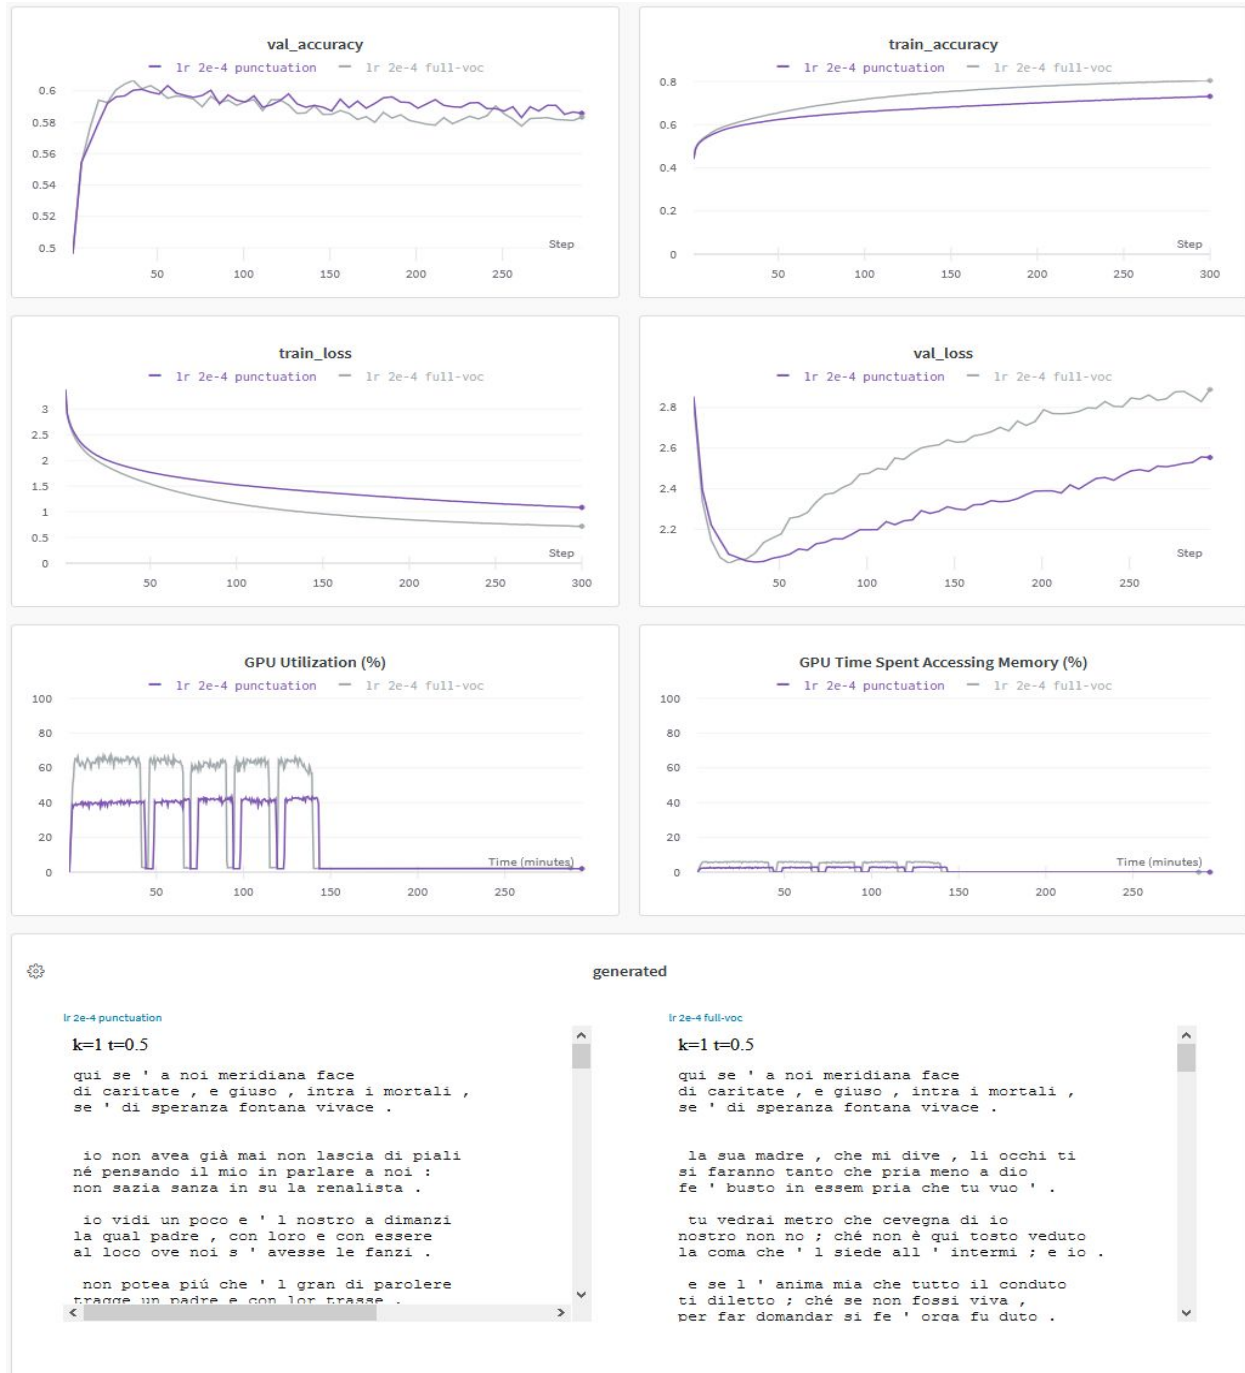 val_accuracy
lr 2e-4 punctuation lr 2e-4 full-voc
0.6
0.58
0.56
0.54
0.52
0.5
Step
50 100 150 200 250
train_accuracy
lr 2e-4 punctuation lr 2e-4 full-voc
0.8
0.6
0.4
0.2
0
Step
50 100 150 200 250 300
train_loss
lr 2e-4 punctuation lr 2e-4 full-voc
3
2.5
2
1.5
1
0.5
0
Step
50 100 150 200 250 300
val_loss
lr 2e-4 punctuation lr 2e-4 full-voc
2.8
2.6
2.4
2.2
Step
50 100 150 200 250
GPU Utilization (%)
lr 2e-4 punctuation lr 2e-4 full-voc
100
80
60
40
20
0
Time (minutes)
50 100 150 200 250
GPU Time Spent Accessing Memory (%)
lr 2e-4 punctuation lr 2e-4 full-voc
100
80
60
40
20
0
Time (minutes)
50 100 150 200 250
generated
lr 2e-4 punctuation
k=1 t=0.5
qui se ' a noi meridiana face
di caritate , e giuso , intra i mortali ,
se ' di speranza fontana vivace .
io non avea già mai non lascia di piali
né pensando il mio in parlare a noi :
non sazia sanza in su la renalista .
io vidi un poco e ' l nostro a dimanzi
la qual padre , con loro e con essere
al loco ove noi s ' avesse le fanzi .
non potea piú che ' l gran di parolere
tragge un padre e con lor trasse .
lr 2e-4 full-voc
k=1 t=0.5
qui se ' a noi meridiana face
di caritate , e giuso , intra i mortali ,
se ' di speranza fontana vivace .
la sua madre , che mi dive , li occhi ti
si faranno tanto che pria meno a dio
fe ' busto in essem pria che tu vuo ' .
tu vedrai metro che cevegna di io
nostro non no ; ché non è qui tosto veduto
la coma che ' l siede all ' intermi ; e io .
e se l ' anima mia che tutto il conduto
ti diletto ; ché se non fossi viva ,
per far domandar si fe ' orga fu duto .